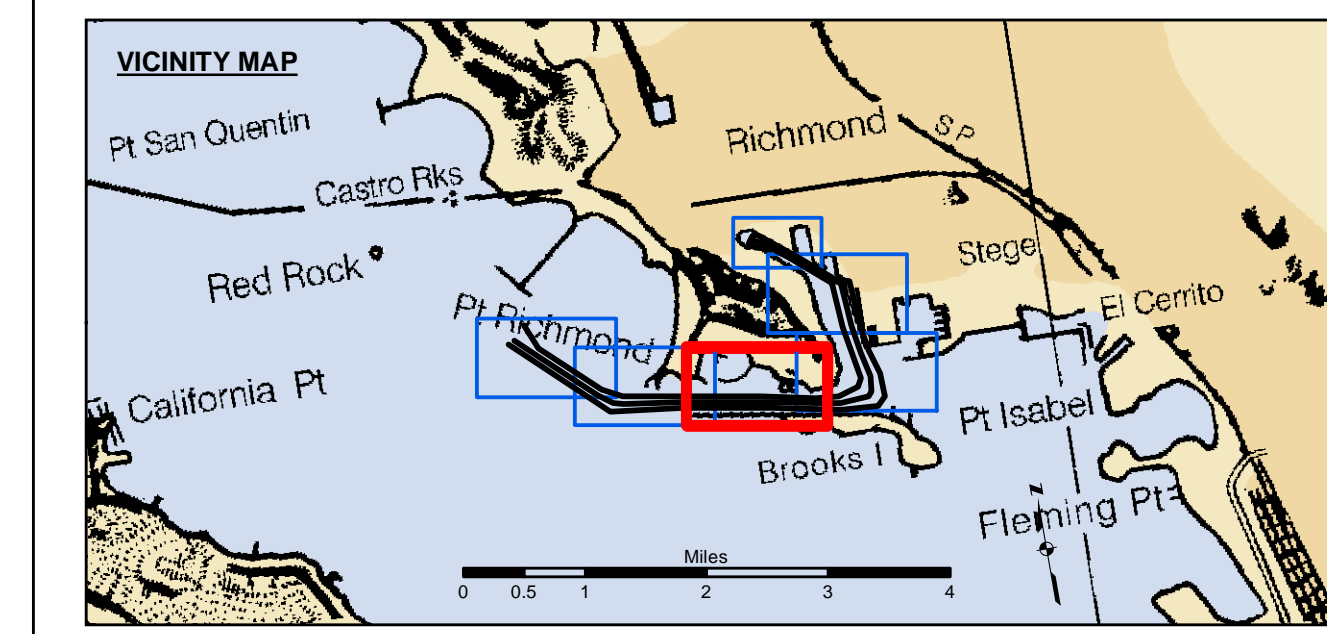 VICINITY MAP
Pt San Quentin
Richmond
S P
Castro Rks
Stege
Red Rock
El Cerrito
Pt Richmond
California Pt
Pt Isabel
Brooks I
Fleming Pt
N
Miles
0 0.5 1 2 3 4